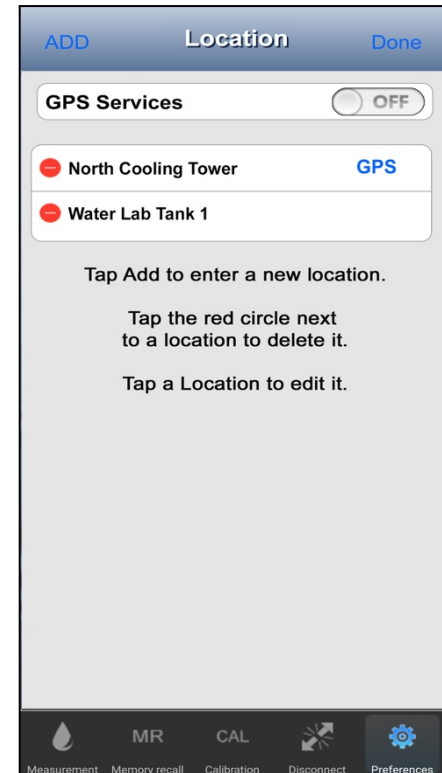 ADD Location Done
GPS Services OFF
North Cooling Tower GPS
Water Lab Tank 1
Tap Add to enter a new location.
Tap the red circle next
to a location to delete it.
Tap a Location to edit it.
MR CAL
Measurement Memory recall Calibration Disconnect Preferences